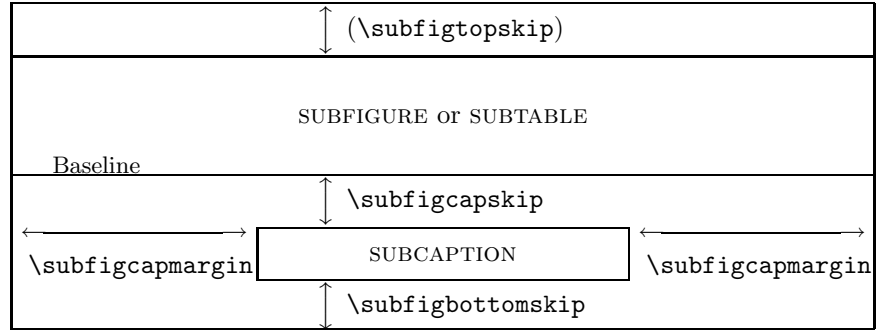 (\subfigtopskip)
SUBFIGURE or SUBTABLE
Baseline
\subfigcapskip
SUBCAPTION
\subfigcapmargin
\subfigcapmargin
\subfigbottomskip